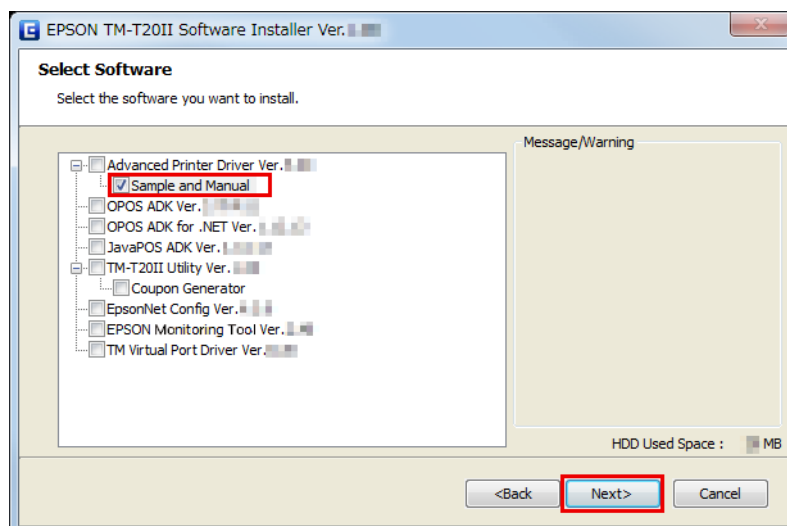 EPSON TM-T20II Software Installer Ver.
Select Software
Select the software you want to install.
Message/Warning
Advanced Printer Driver Ver.
Sample and Manual
OPOS ADK Ver.
OPOS ADK for .NET Ver.
JavaPOS ADK Ver.
TM-T20II Utility Ver.
Coupon Generator
EpsonNet Config Ver.
EPSON Monitoring Tool Ver.
TM Virtual Port Driver Ver.
HDD Used Space : MB
<Back Next> Cancel